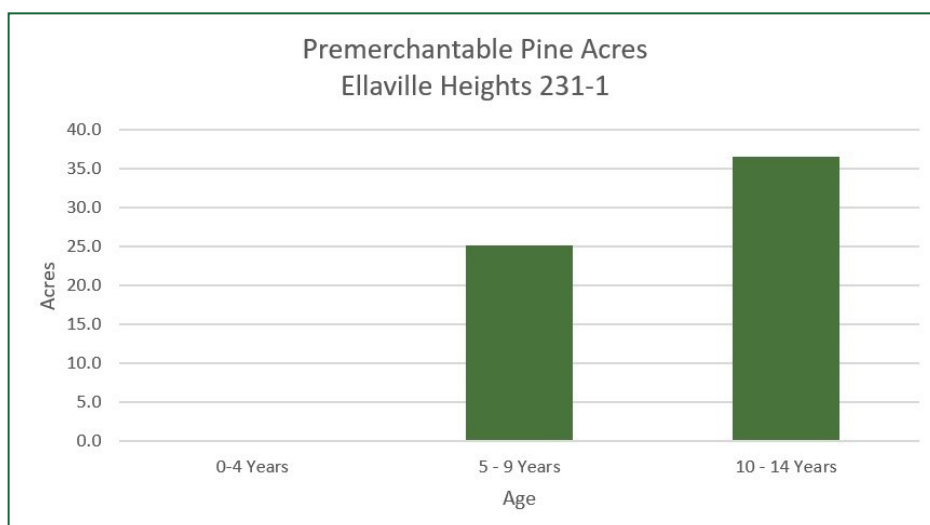 Premerchantable Pine Acres
Ellaville Heights 231-1
40.0
35.0
30.0
25.0
20.0
15.0
10.0
5.0
0.0
Acres
0-4 Years
5 - 9 Years
10 - 14 Years
Age